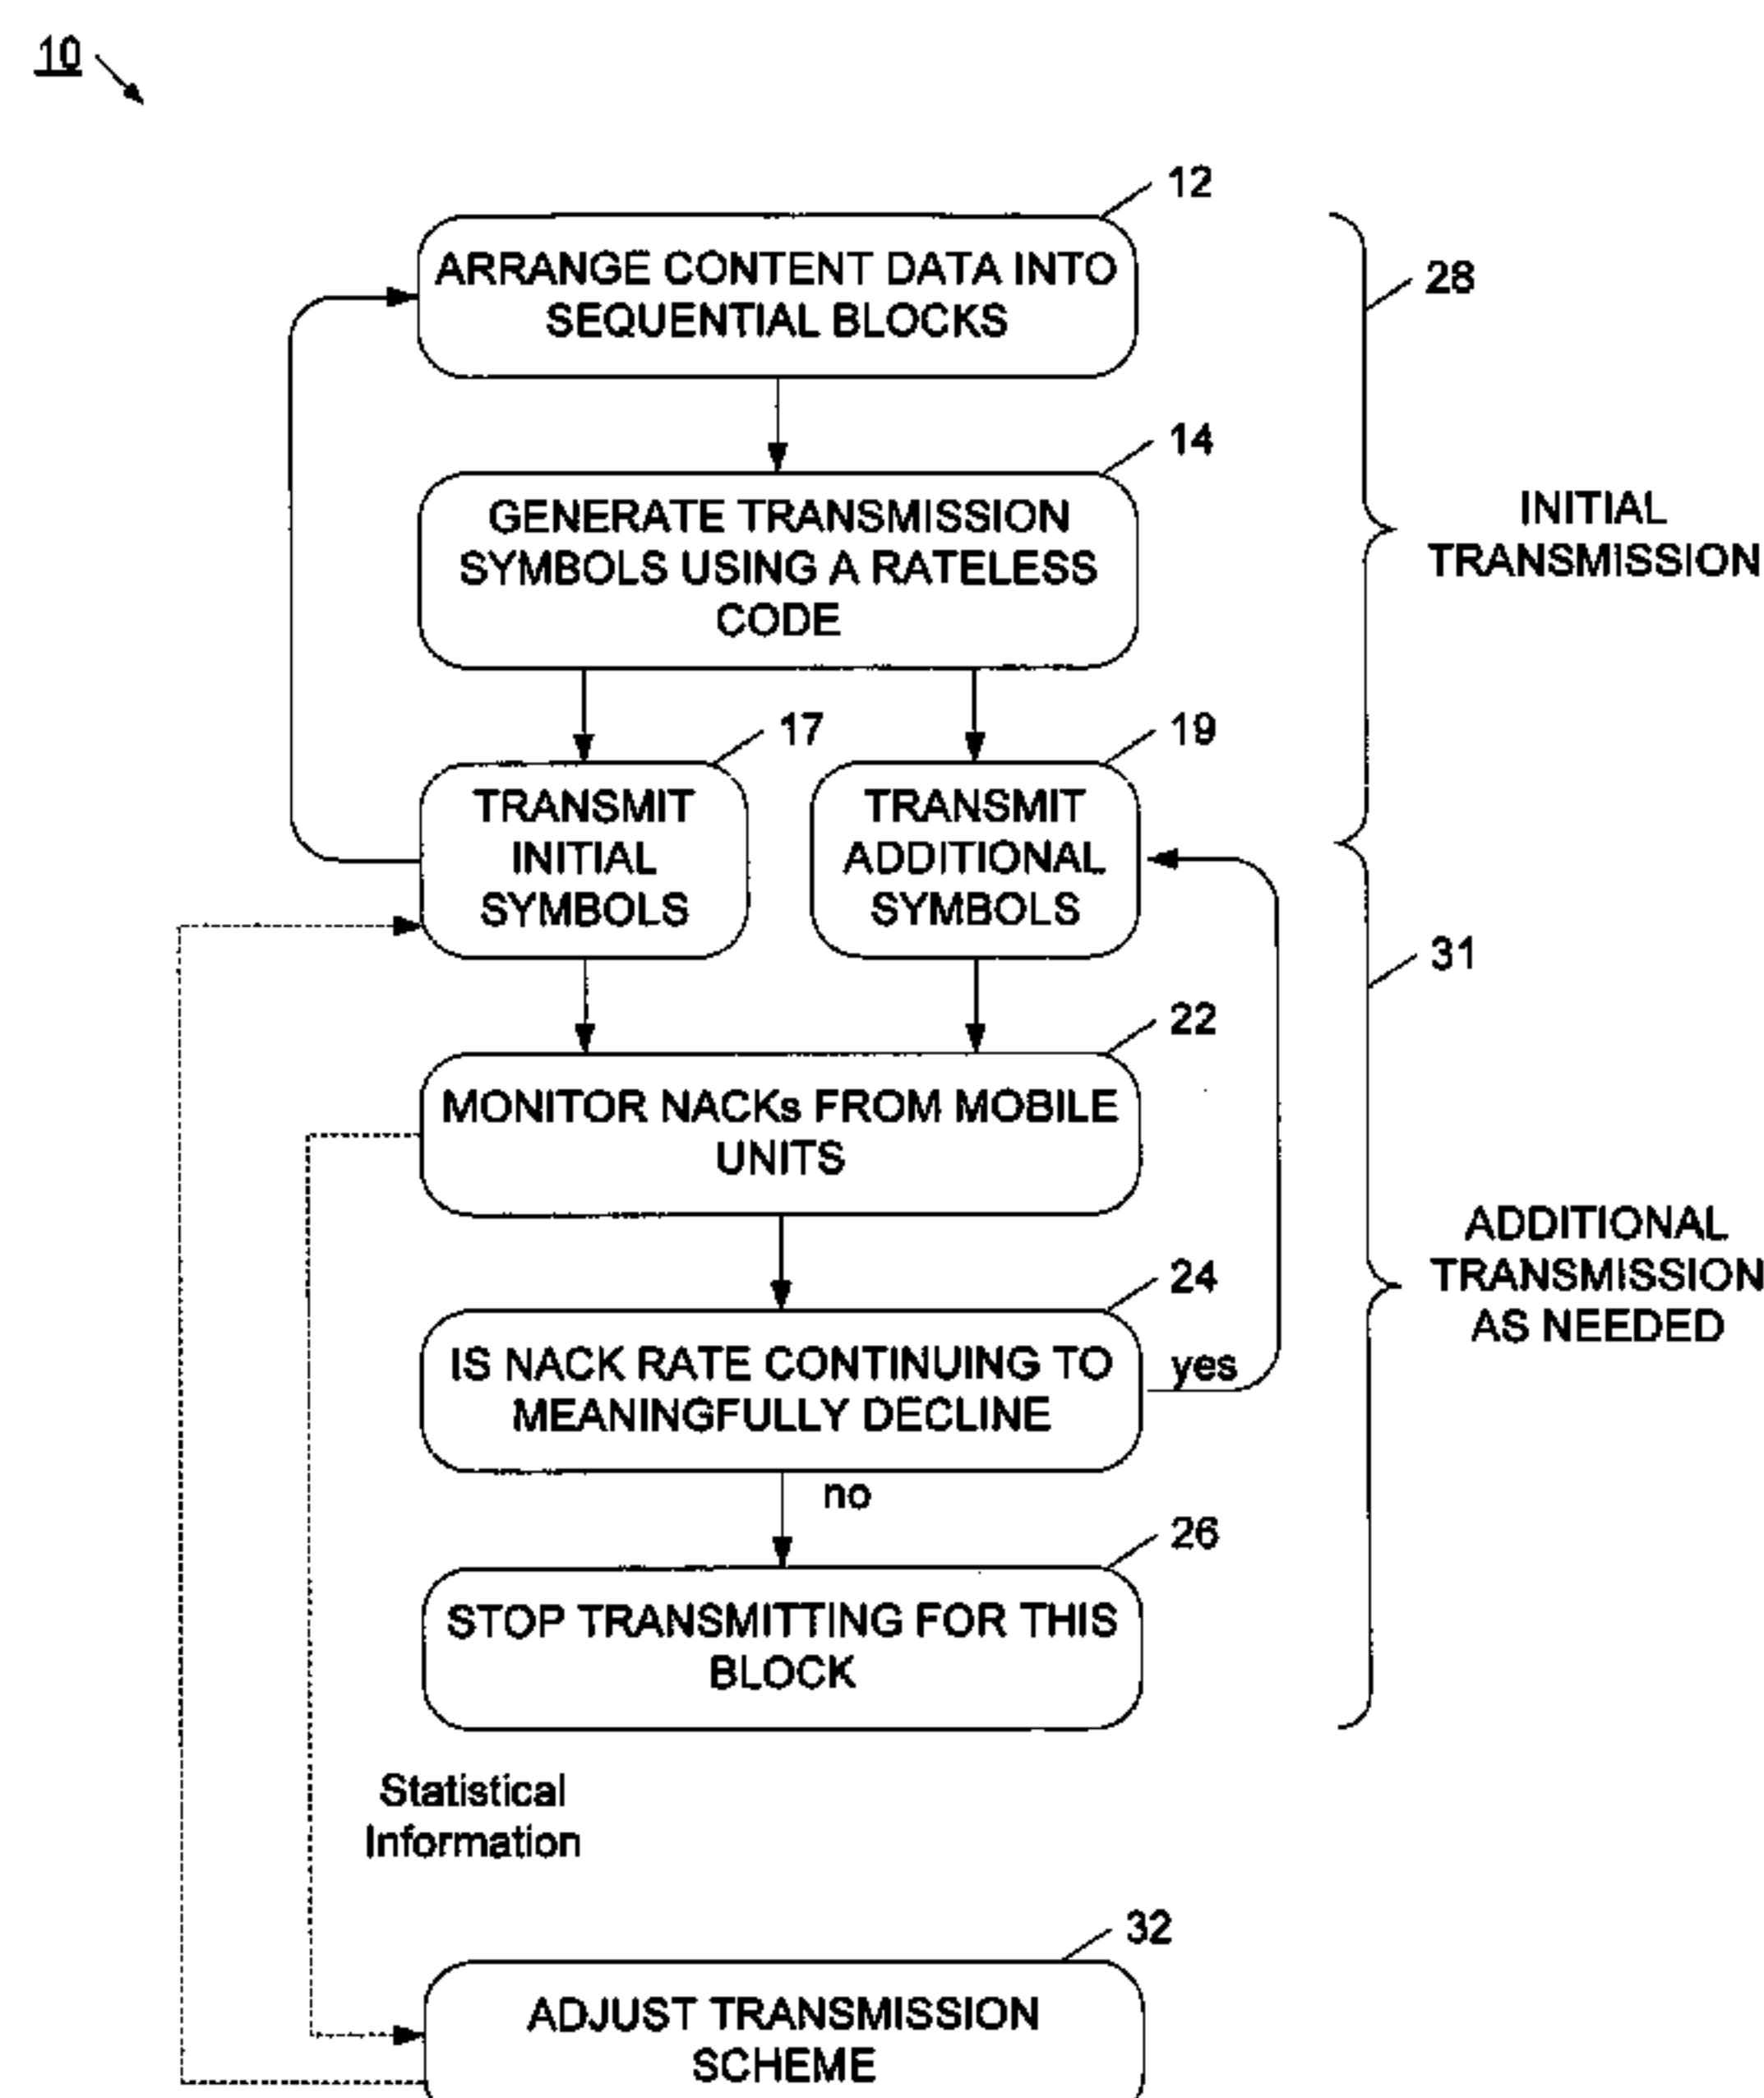 10
12
ARRANGE CONTENT DATA INTO
SEQUENTIAL BLOCKS
28
14
GENERATE TRANSMISSION
SYMBOLS USING A RATELESS
CODE
INITIAL
TRANSMISSION
17
TRANSMIT
INITIAL
SYMBOLS
19
TRANSMIT
ADDITIONAL
SYMBOLS
31
22
MONITOR NACKs FROM MOBILE
UNITS
ADDITIONAL
TRANSMISSION
AS NEEDED
24
IS NACK RATE CONTINUING TO
MEANINGFULLY DECLINE
yes
no
26
STOP TRANSMITTING FOR THIS
BLOCK
Statistical
Information
32
ADJUST TRANSMISSION
SCHEME